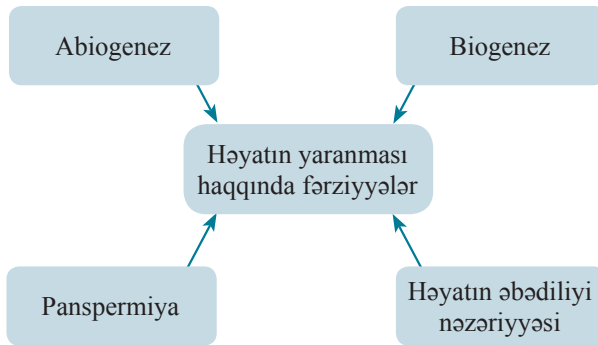 Abiogenez
Biogenez
Həyatın yaranması
haqqında fərziyyələr
Panspermiya
Həyatın əbədiliyi
nəzəriyyəsi